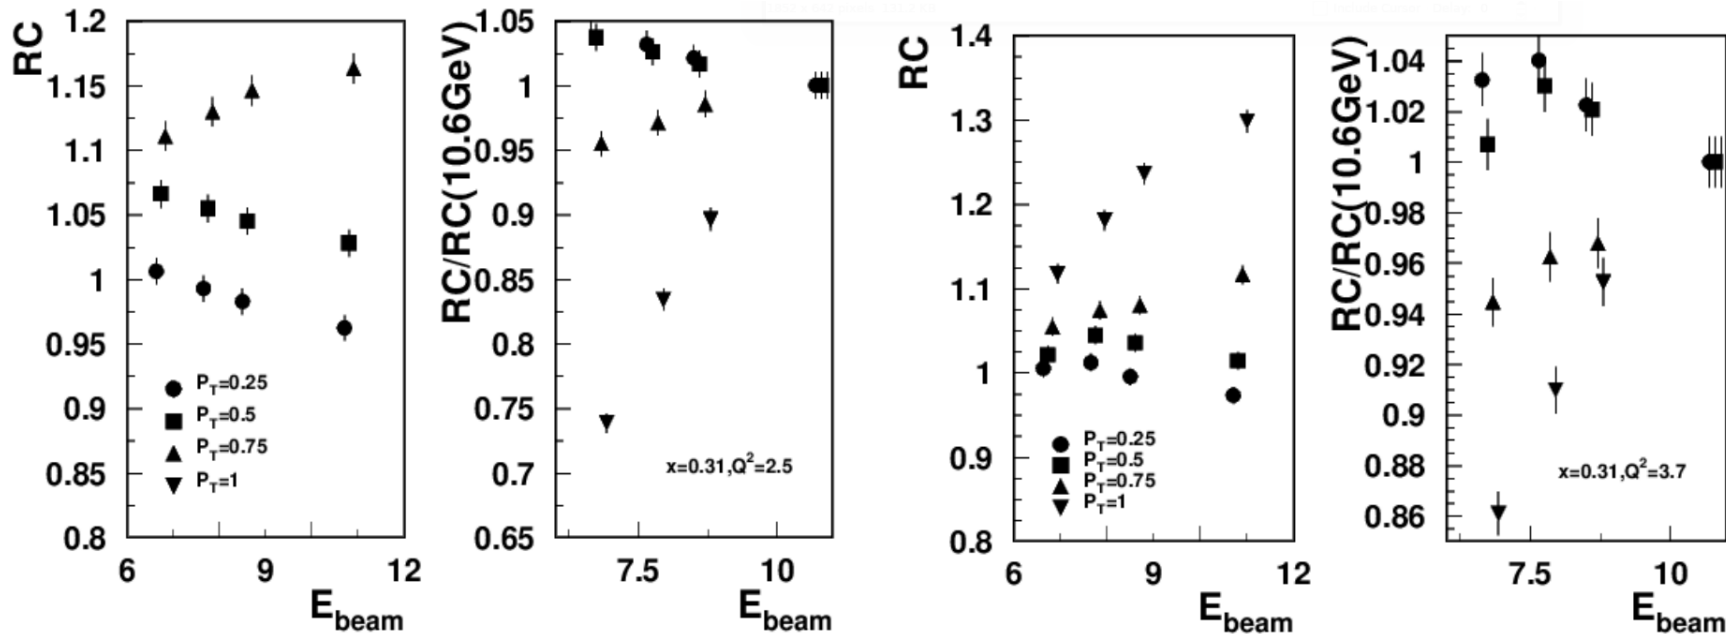 RC
1.2
1.15
1.1
1.05
1
0.95
0.9
0.85
0.8
P_T=0.25
P_T=0.5
P_T=0.75
P_T=1
6
9
12
E_beam
RC/RC(10.6GeV)
1.05
1
0.95
0.9
0.85
0.8
0.75
0.7
0.65
x=0.31,Q²=2.5
7.5
10
E_beam
RC
1.4
1.3
1.2
1.1
1
0.9
0.8
P_T=0.25
P_T=0.5
P_T=0.75
P_T=1
6
9
12
E_beam
RC/RC(10.6GeV)
1.04
1.02
1
0.98
0.96
0.94
0.92
0.9
0.88
0.86
x=0.31,Q²=3.7
7.5
10
E_beam